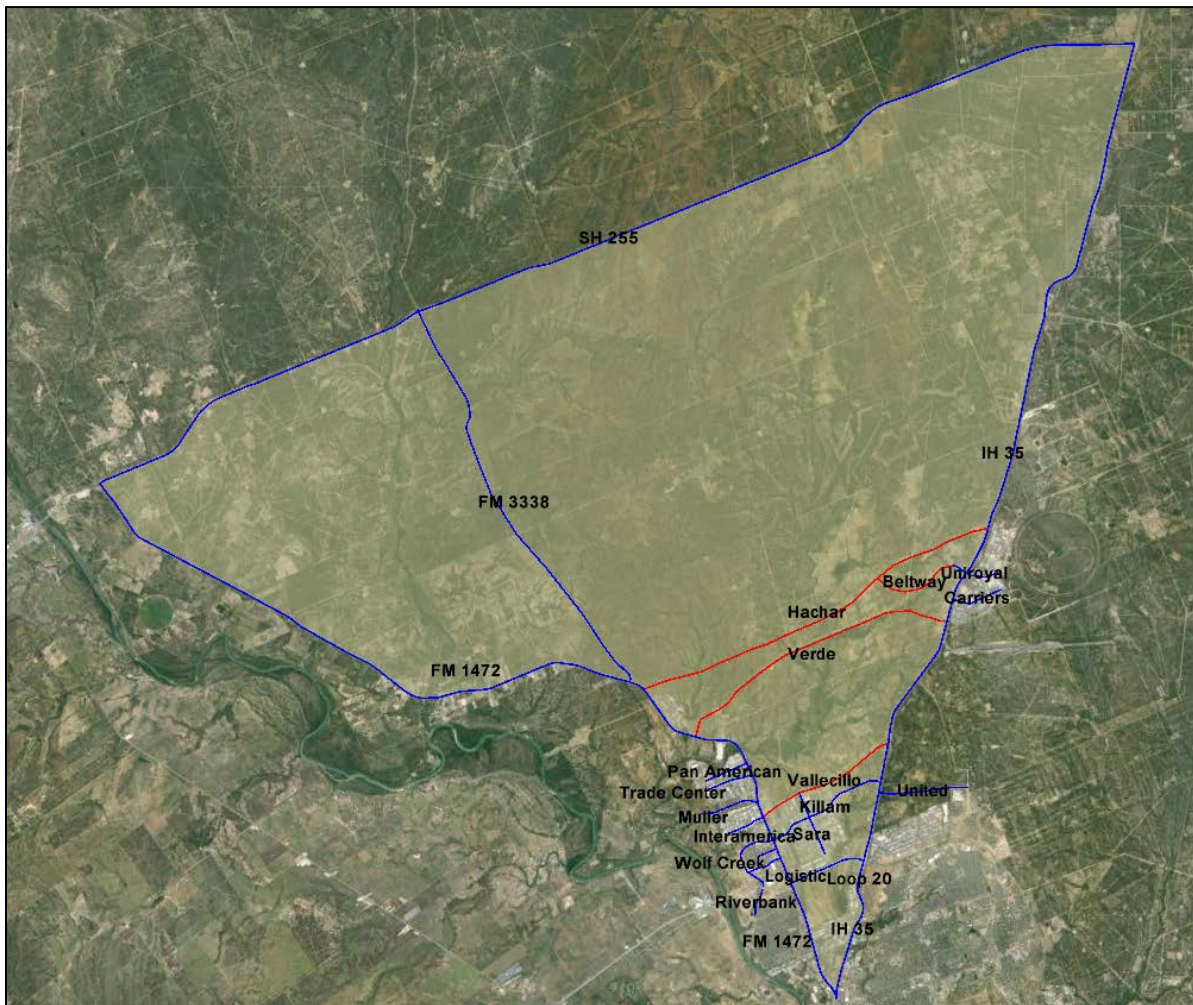 SH 255
IH 35
FM 3338
Beltway
Uniroyal
Carriers
Hachar
Verde
FM 1472
Pan American
Vallecillo
Trade Center
United
Killam
Muller
Interamerica
Sara
Wolf Creek
Logistic
Loop 20
Riverbank
IH 35
FM 1472